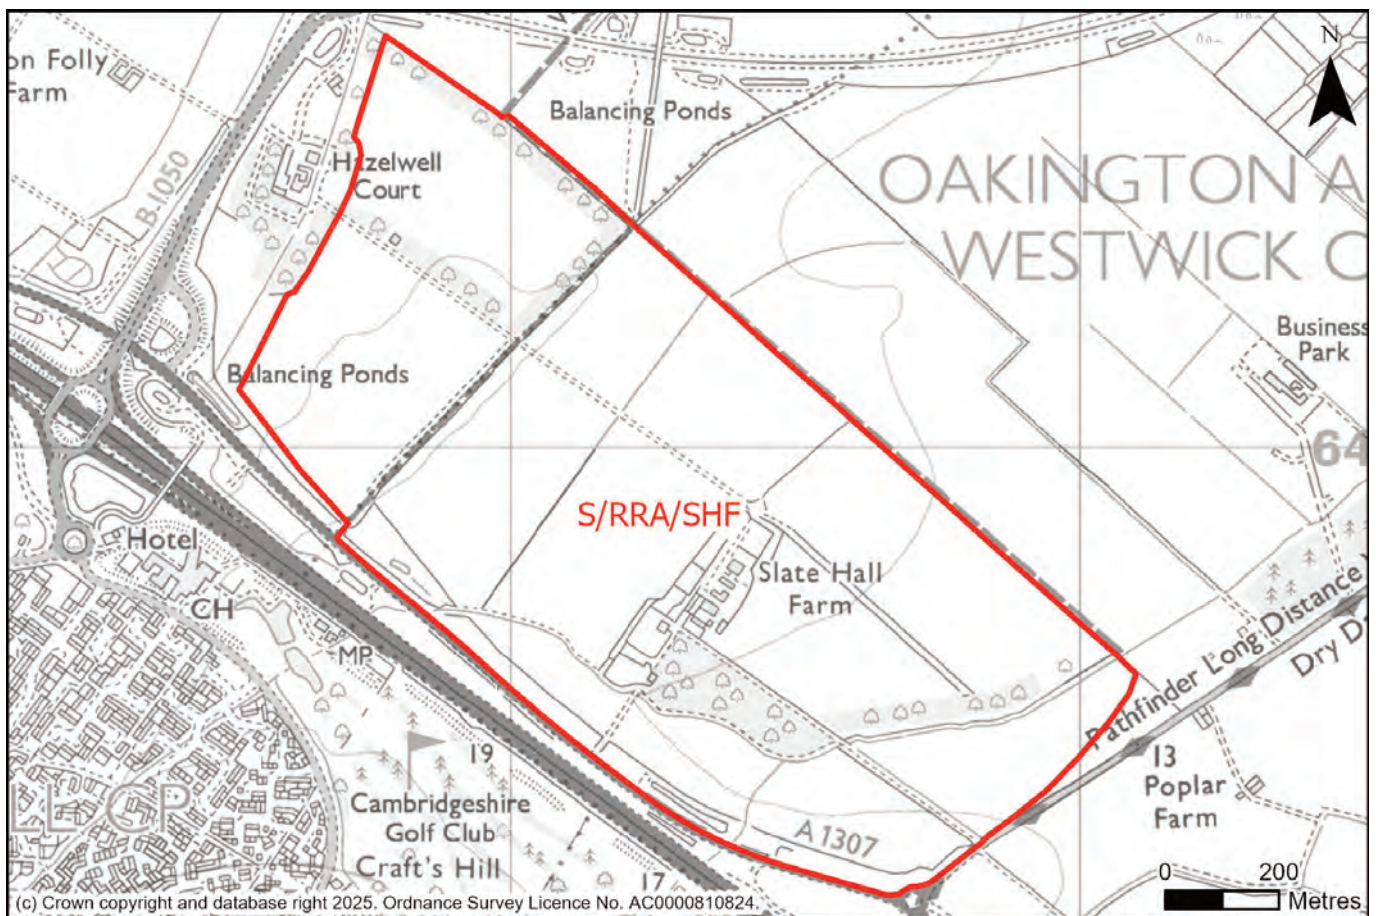 on Folly
Farm
N
Balancing Ponds
Hazelwell
Court
B 1050
OAKINGTON A
WESTWICK C
Business
Park
Balancing Ponds
64
S/RRA/SHF
Hotel
Slate Hall
Farm
CH
MP
Pathfinder Long Distance
Dry D
19
13
Poplar
Farm
Cambridgeshire
Golf Club
Craft's Hill
LL CP
A 1307
17
0 200
Metres
(c) Crown copyright and database right 2025. Ordnance Survey Licence No. AC0000810824.